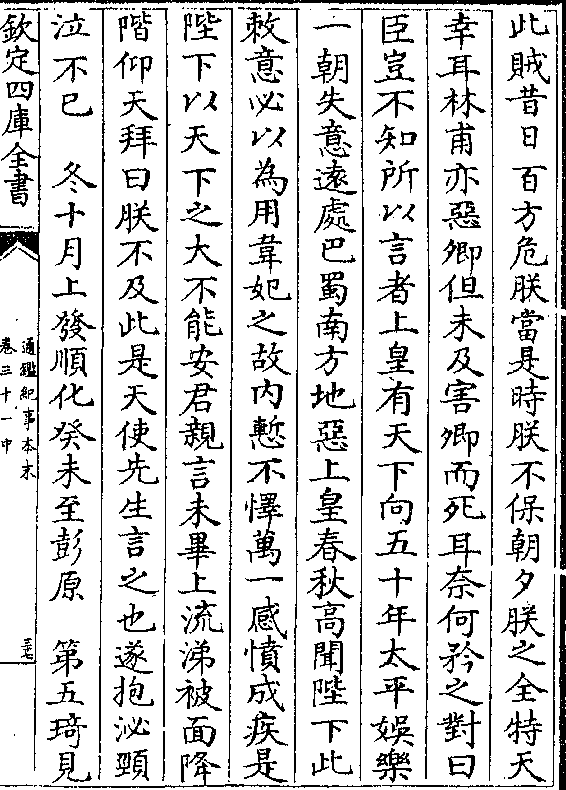 此賊昔日百方危朕當是時朕不保朝夕朕之全特天
幸耳林甫亦惡卿但未及害卿而死耳奈何矜之對曰
臣豈不知所以言者上皇有天下向五十年太平娛樂
一朝失意遠處巴蜀南方地惡上皇春秋高聞陛下此
敕意必以為用韋妃之故内慙不懌萬一感憤成疾是
陛下以天下之大不能安君親言未畢上流涕被面降
階仰天拜曰朕不及此是天使先生言之也遂抱泌頸
泣不已　冬十月上發順化癸未至彭原　第五琦見
欽定四庫全書
通鑑紀事本末
卷三十一中
三七